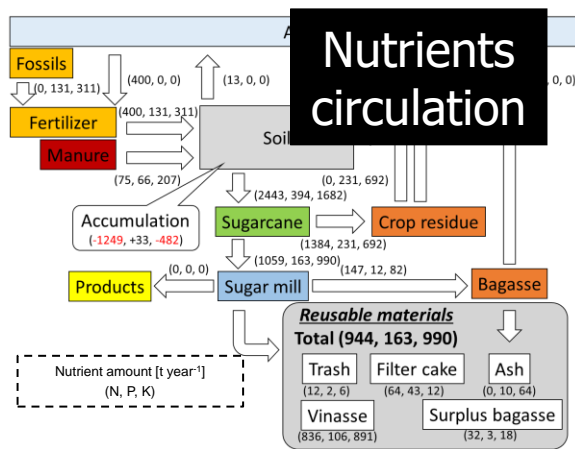 A
Nutrients
circulation
Fossils
(0, 131, 311)
(400, 0, 0)
(13, 0, 0)
0, 0)
Fertilizer
(400, 131, 311)
Soil
Manure
(75, 66, 207)
(0, 231, 692)
(2443, 394, 1682)
Accumulation
(-1249, +33, -482)
Sugarcane
Crop residue
(1384, 231, 692)
(1059, 163, 990)
(0, 0, 0)
(147, 12, 82)
Products
Sugar mill
Bagasse
Reusable materials
Total (944, 163, 990)
Nutrient amount [t year-1]
(N, P, K)
Trash
Filter cake
Ash
(12, 2, 6)
(64, 43, 12)
(0, 10, 64)
Vinasse
Surplus bagasse
(836, 106, 891)
(32, 3, 18)